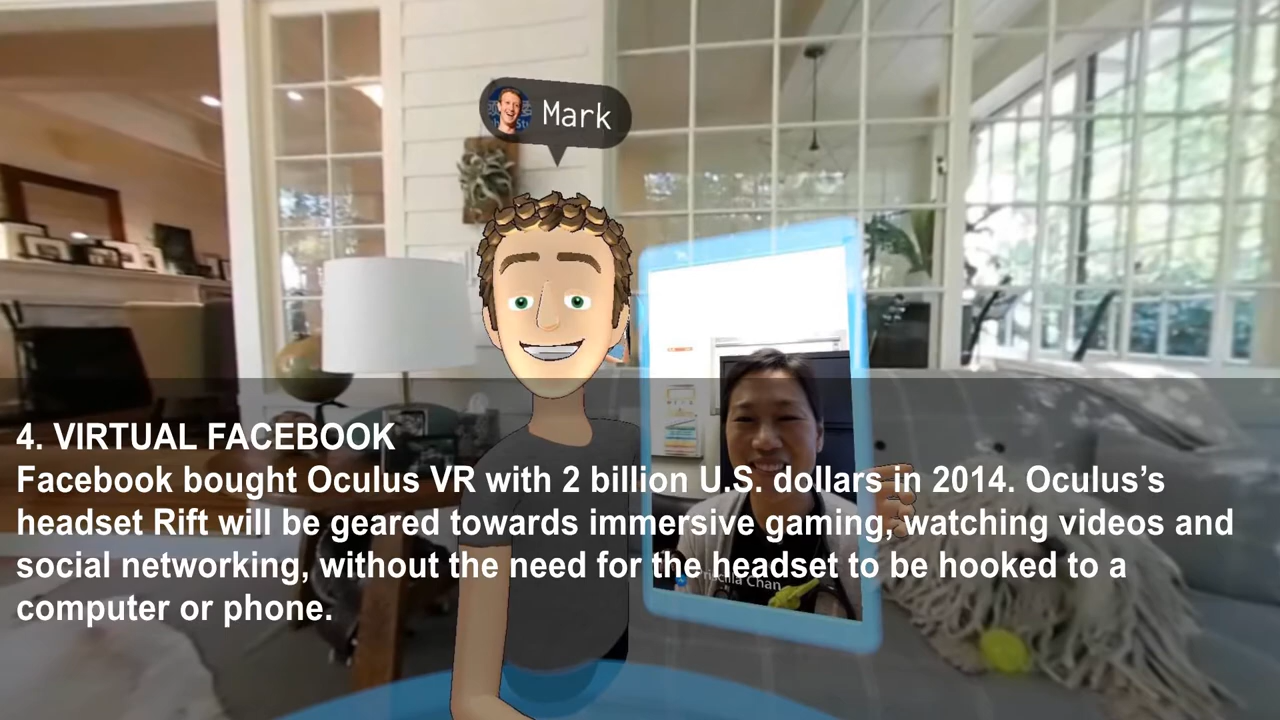 Mark
4. VIRTUAL FACEBOOK
Facebook bought Oculus VR with 2 billion U.S. dollars in 2014. Oculus’s
headset Rift will be geared towards immersive gaming, watching videos and
social networking, without the need for the headset to be hooked to a
computer or phone.
Priscilla Chan